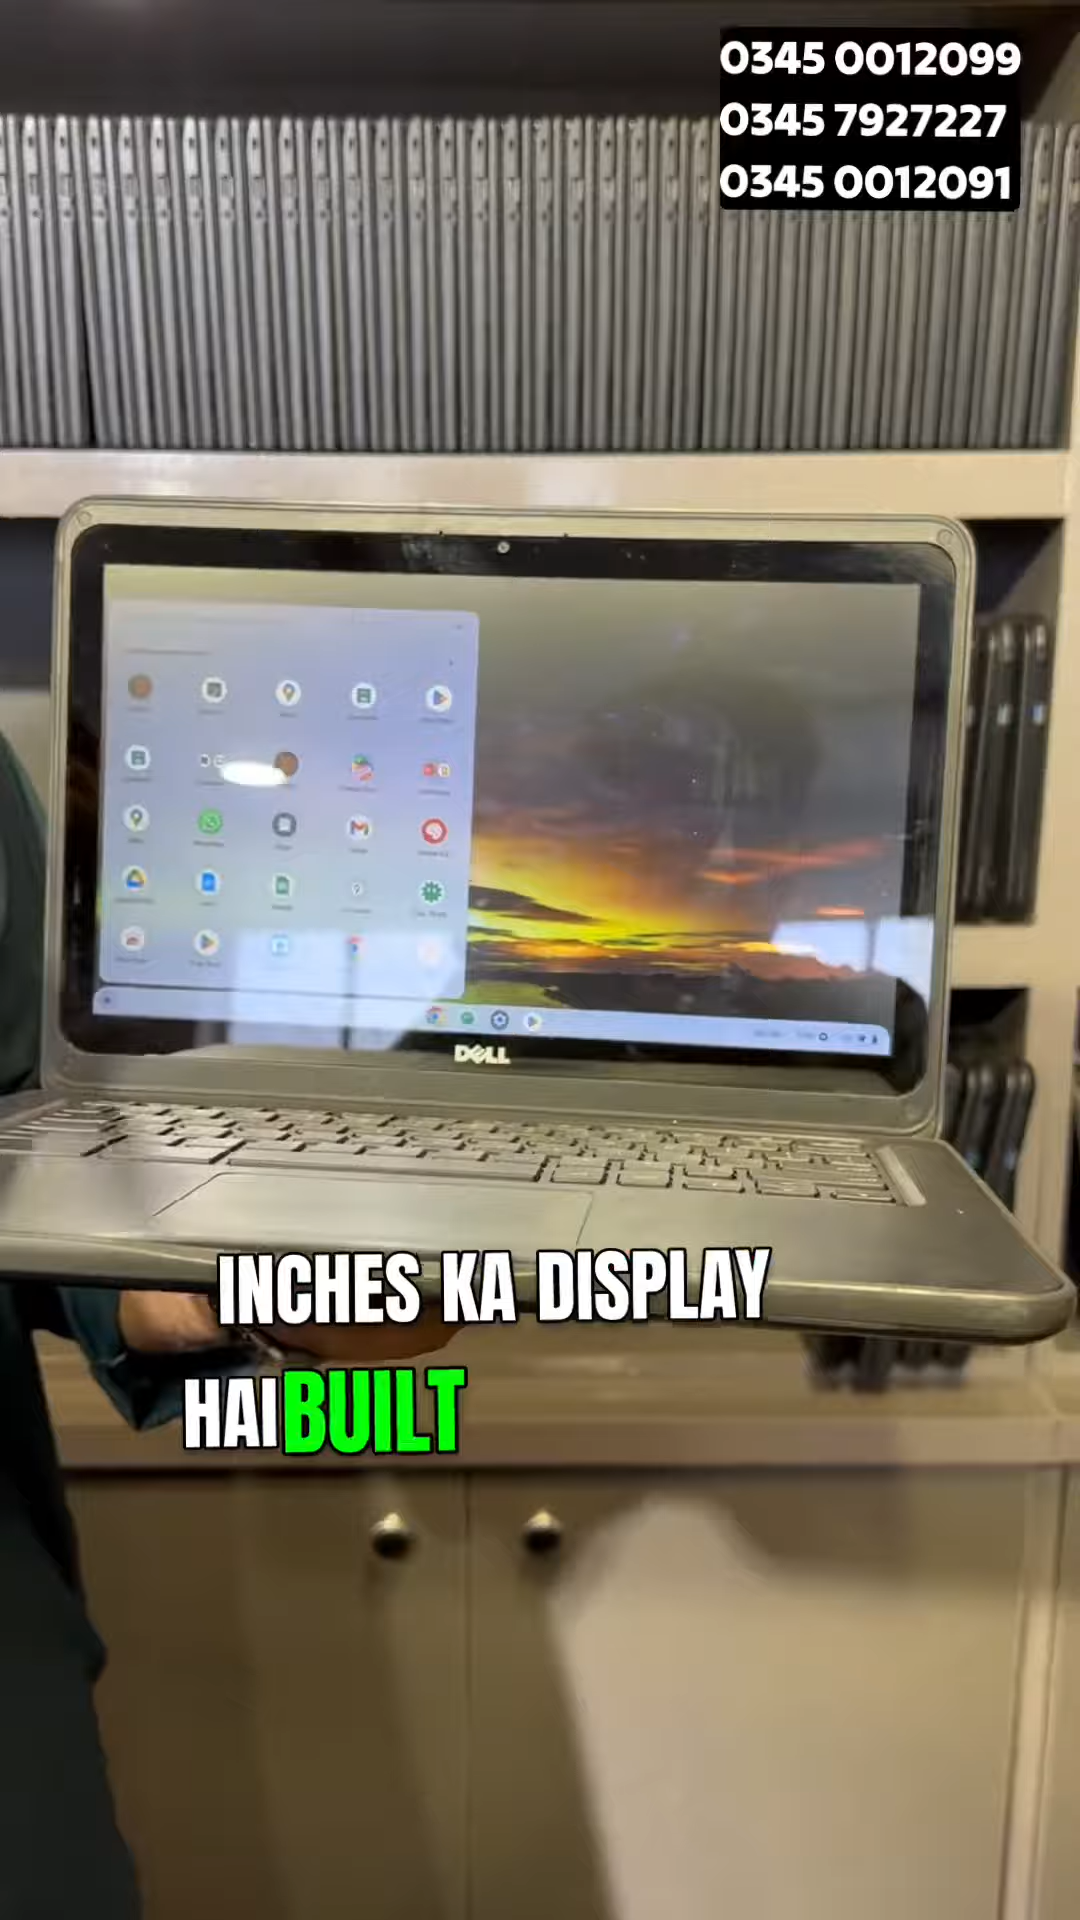 0345 0012099
0345 7927227
0345 0012091
DELL
INCHES KA DISPLAY
HAI BUILT